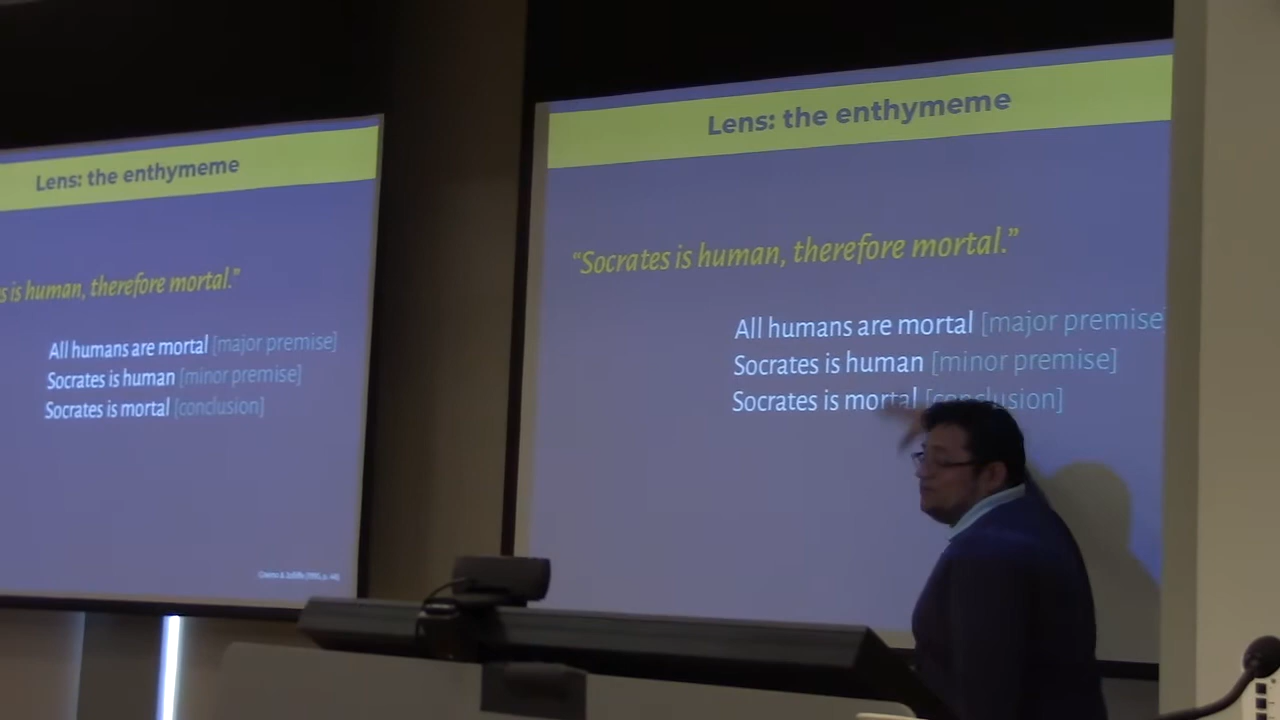 Lens: the enthymeme
s is human, therefore mortal.”
All humans are mortal [major premise]
Socrates is human [minor premise]
Socrates is mortal [conclusion]
Lens: the enthymeme
“Socrates is human, therefore mortal.”
All humans are mortal [major premise]
Socrates is human [minor premise]
Socrates is mortal [conclusion]